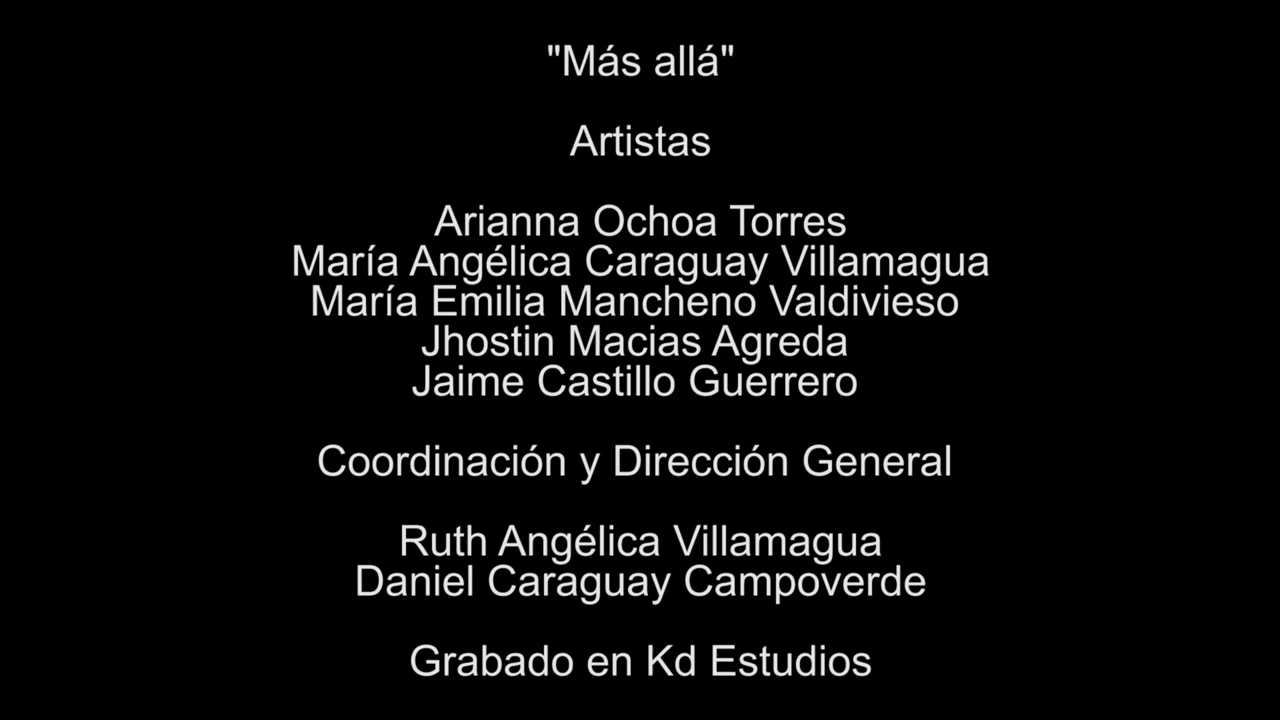 "Más allá"
Artistas
Arianna Ochoa Torres
María Angélica Caraguay Villamagua
María Emilia Mancheno Valdivieso
Jhostin Macias Agreda
Jaime Castillo Guerrero
Coordinación y Dirección General
Ruth Angélica Villamagua
Daniel Caraguay Campoverde
Grabado en Kd Estudios